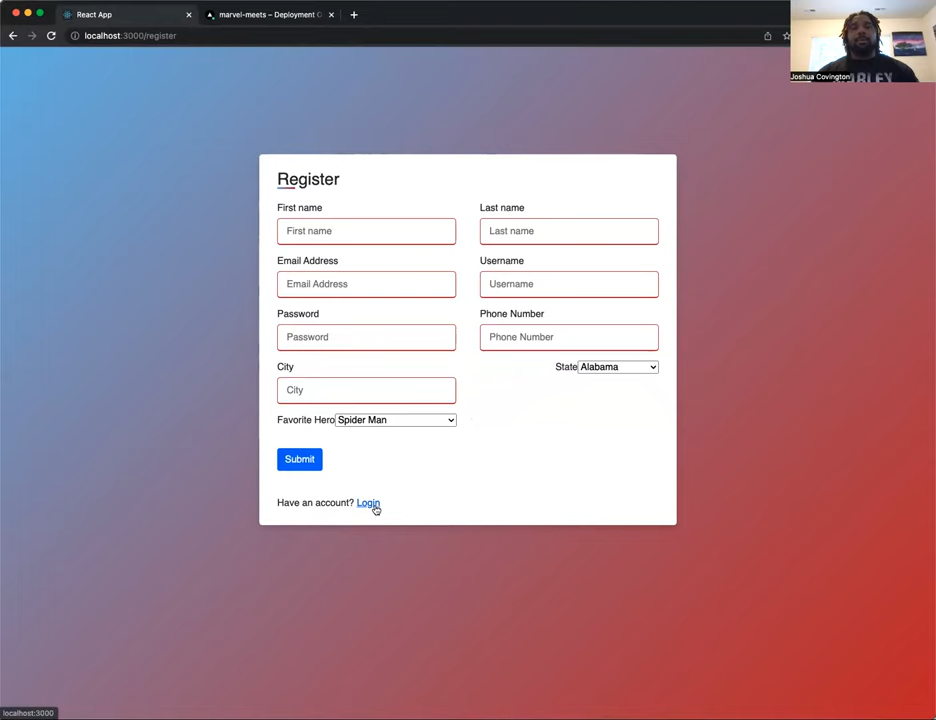 React App
marvel-meets – Deployment
localhost:3000/register
Joshua Covington
Register
First name
Last name
First name
Last name
Email Address
Username
Email Address
Username
Password
Phone Number
Password
Phone Number
City
State Alabama
City
Favorite Hero Spider Man
Submit
Have an account? Login
localhost:3000